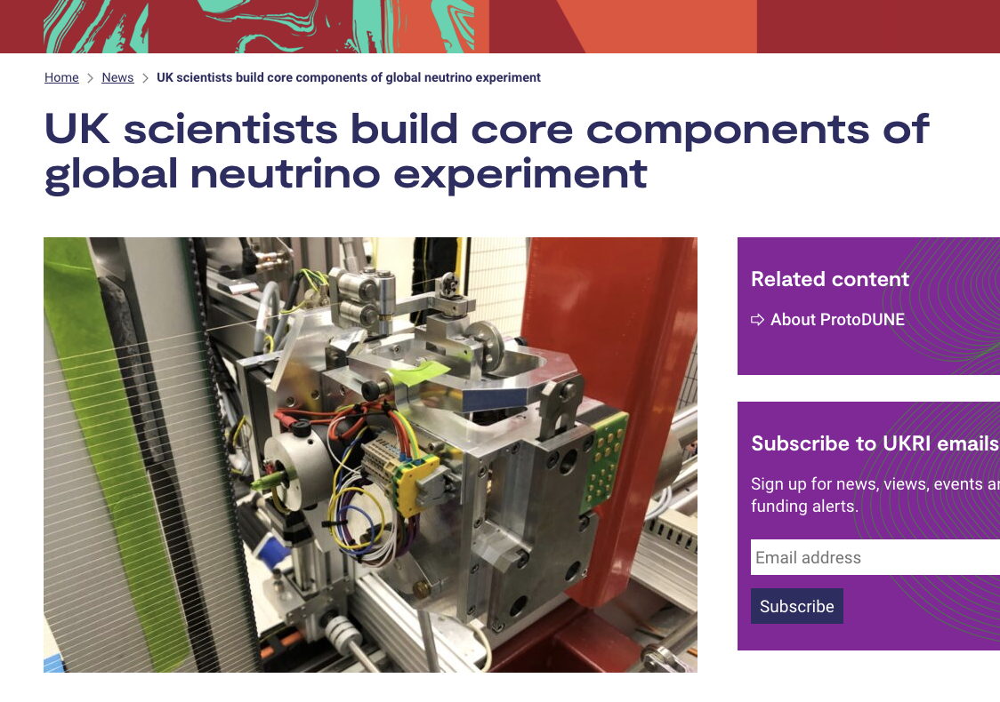 Home > News > UK scientists build core components of global neutrino experiment
UK scientists build core components of
global neutrino experiment
Related content
⇨ About ProtoDUNE
Subscribe to UKRI emails
Sign up for news, views, events
funding alerts.
Email address
Subscribe